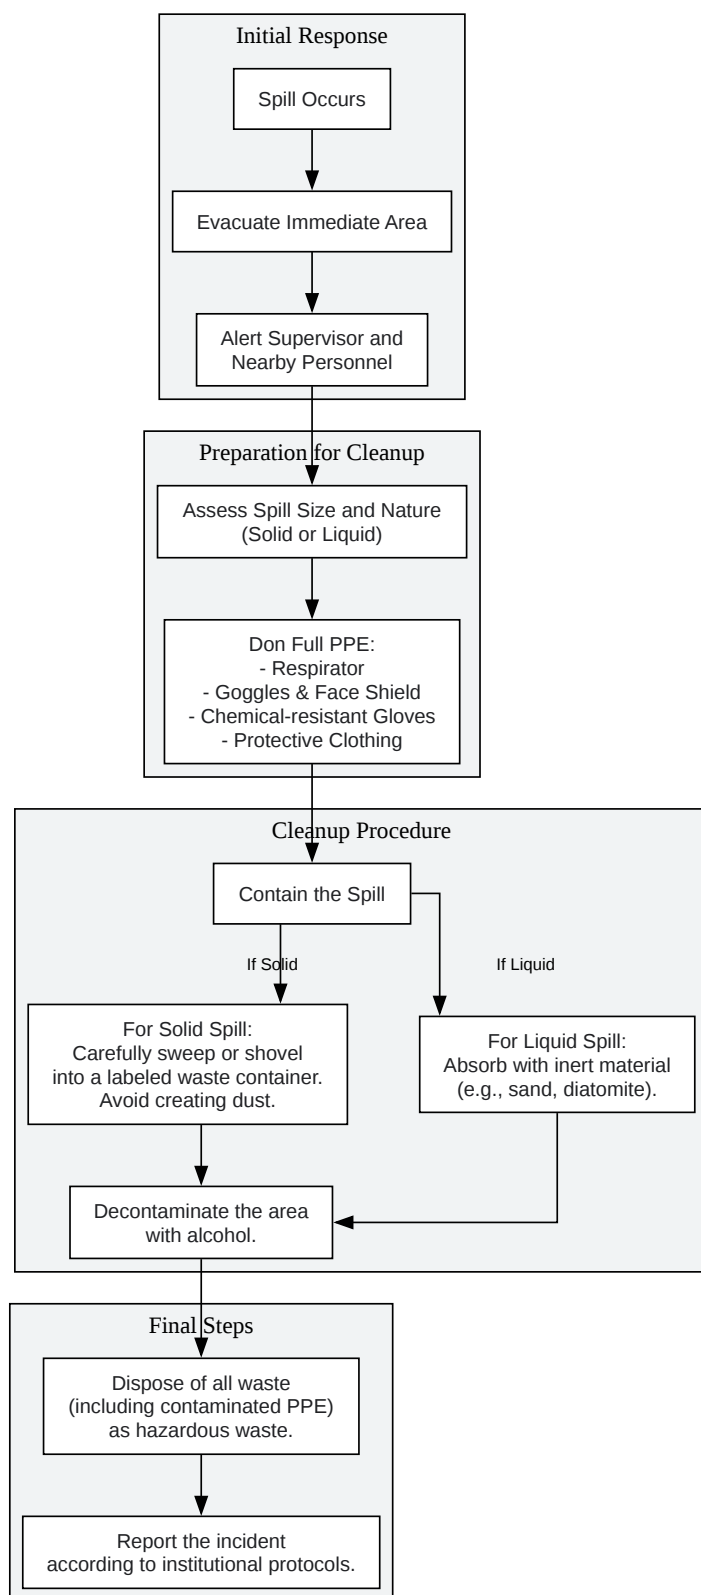 Initial Response
Spill Occurs
Evacuate Immediate Area
Alert Supervisor and
Nearby Personnel
Preparation for Cleanup
Assess Spill Size and Nature
(Solid or Liquid)
Don Full PPE:
- Respirator
- Goggles & Face Shield
- Chemical-resistant Gloves
- Protective Clothing
Cleanup Procedure
Contain the Spill
If Solid
If Liquid
For Solid Spill:
Carefully sweep or shovel
into a labeled waste container.
Avoid creating dust.
For Liquid Spill:
Absorb with inert material
(e.g., sand, diatomite).
Decontaminate the area
with alcohol.
Final Steps
Dispose of all waste
(including contaminated PPE)
as hazardous waste.
Report the incident
according to institutional protocols.